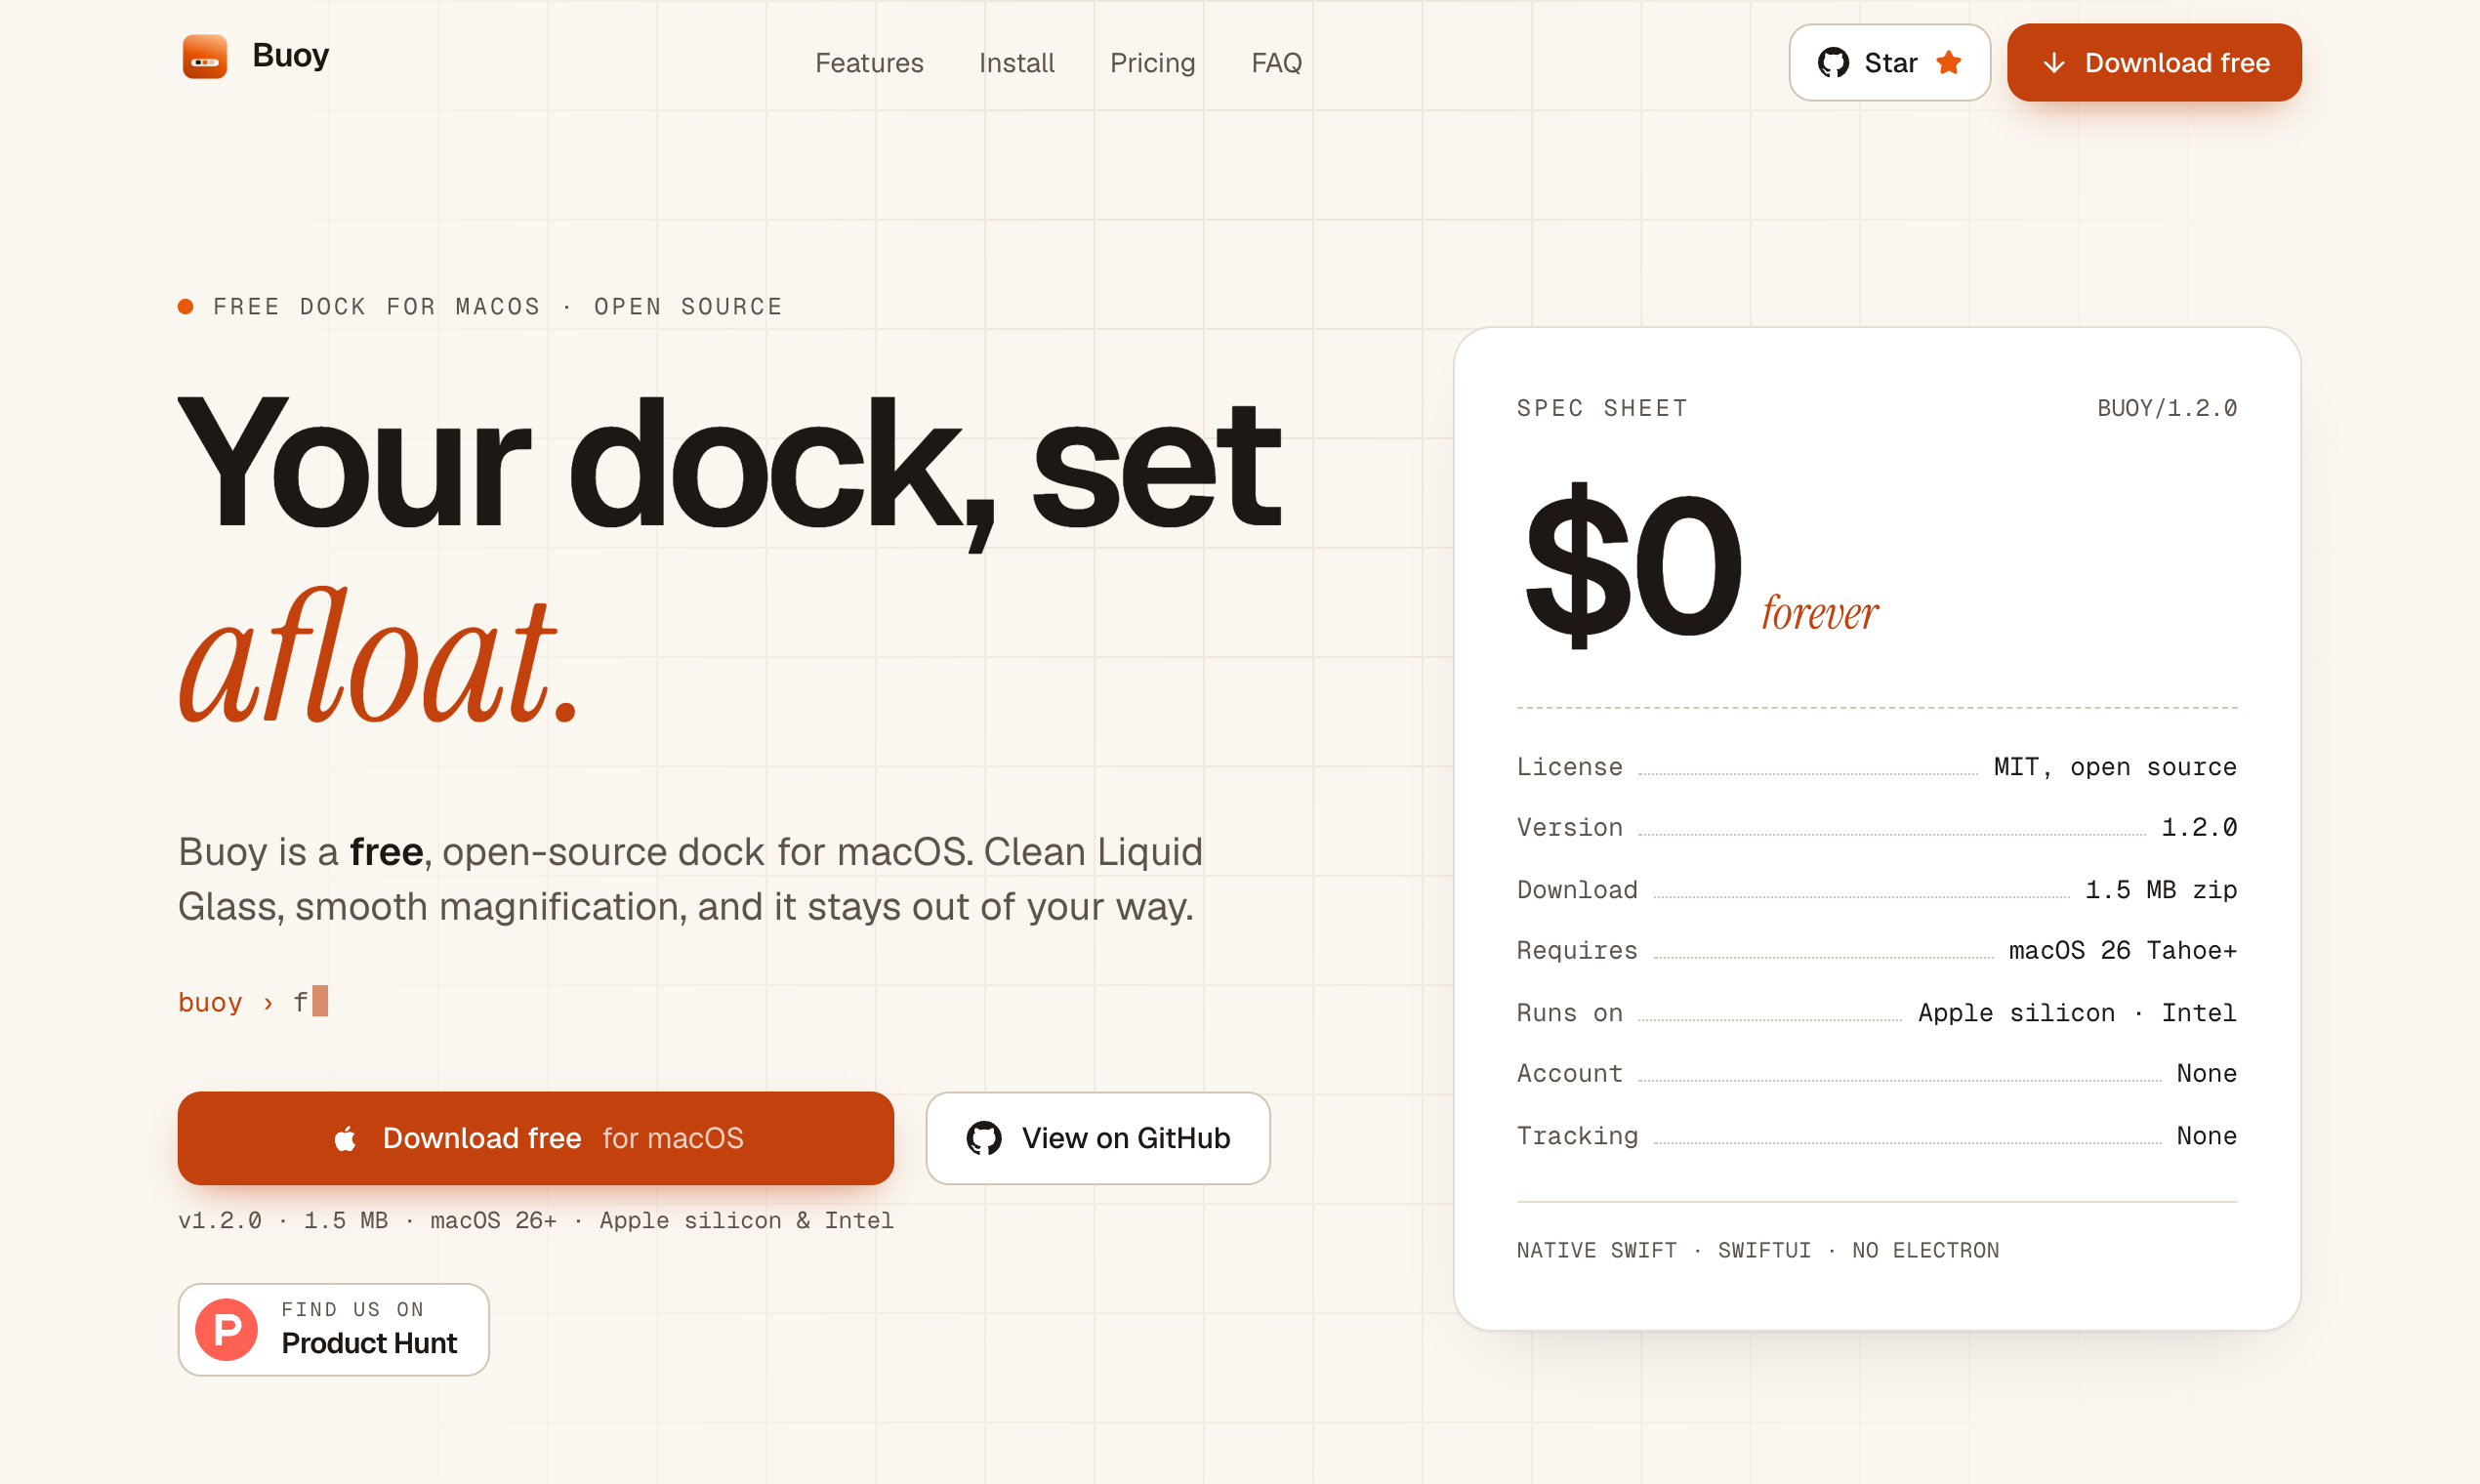 Buoy
Features
Install
Pricing
FAQ
Star
Download free
FREE DOCK FOR MACOS · OPEN SOURCE
Your dock, set
afloat.
Buoy is a free, open-source dock for macOS. Clean Liquid
Glass, smooth magnification, and it stays out of your way.
buoy › f
Download free for macOS
View on GitHub
v1.2.0 · 1.5 MB · macOS 26+ · Apple silicon & Intel
P
FIND US ON
Product Hunt
SPEC SHEET
BUOY/1.2.0
$0 forever
License MIT, open source
Version 1.2.0
Download 1.5 MB zip
Requires macOS 26 Tahoe+
Runs on Apple silicon · Intel
Account None
Tracking None
NATIVE SWIFT · SWIFTUI · NO ELECTRON